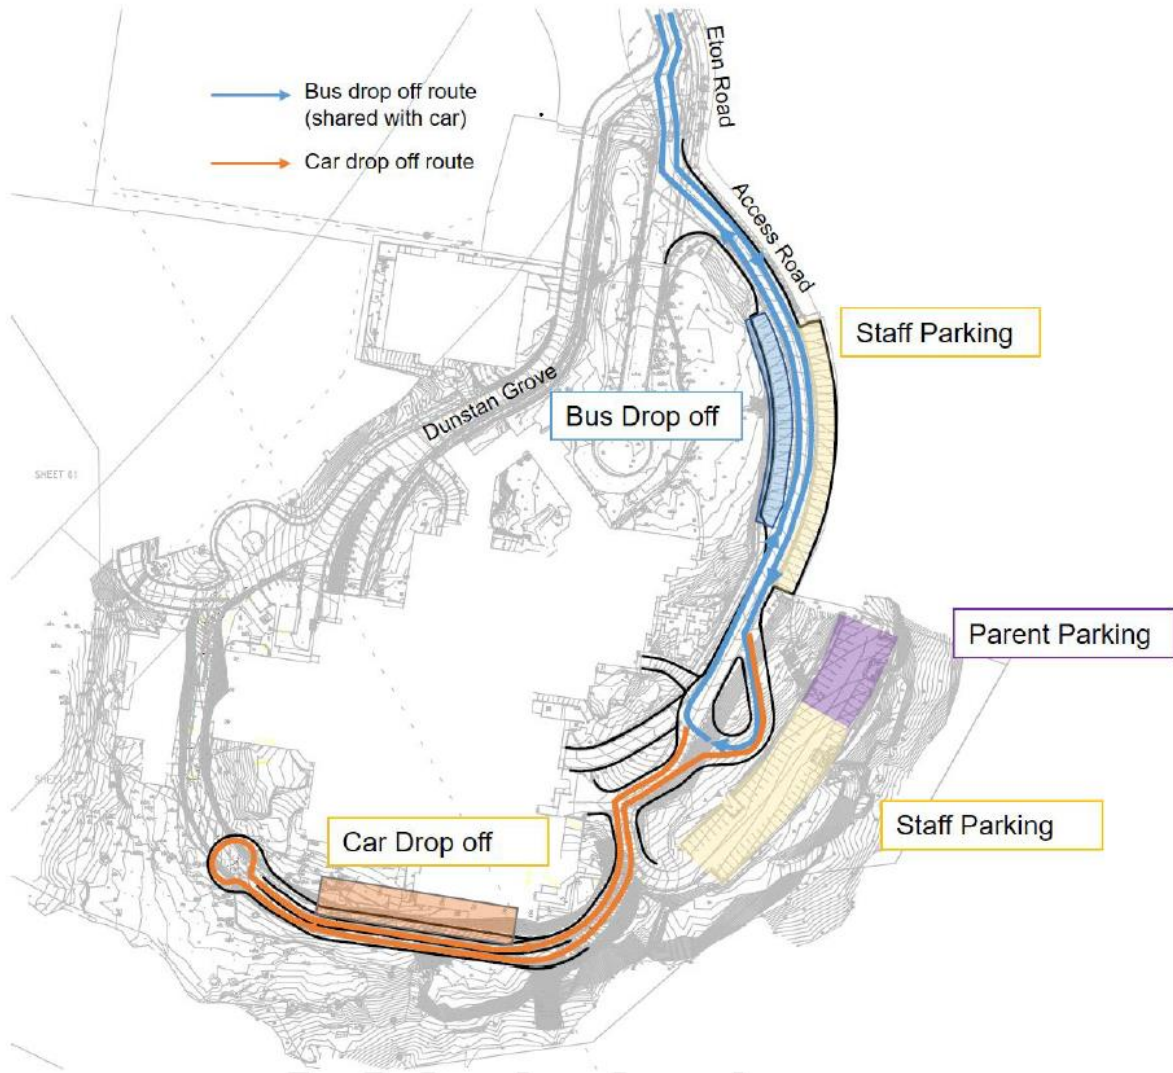 Eton Road
Bus drop off route
(shared with car)
Car drop off route
Access Road
Staff Parking
Dunstan Grove
Bus Drop off
SHEET 61
Parent Parking
Staff Parking
Car Drop off